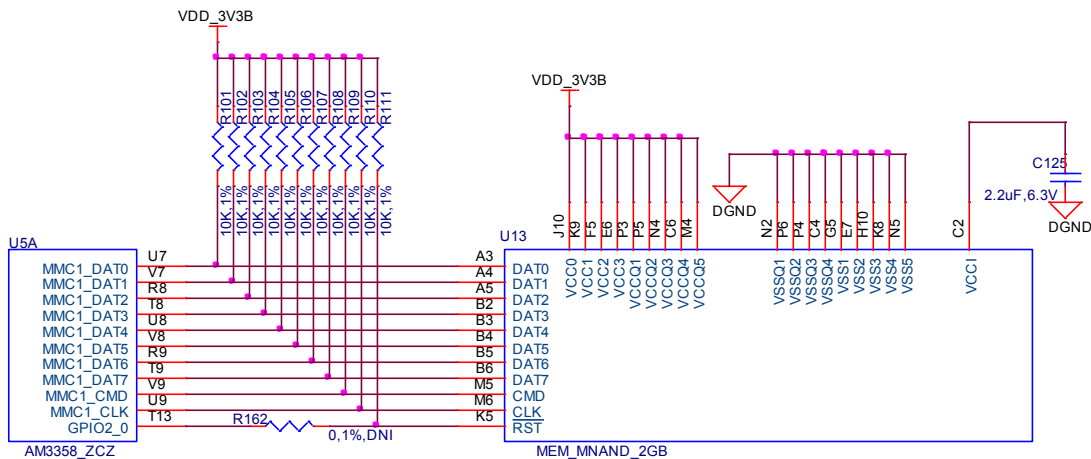 VDD_3V3B
R101
R102
R103
R104
R105
R106
R107
R108
R109
R110
R111
10K,1%
10K,1%
10K,1%
10K,1%
10K,1%
10K,1%
10K,1%
10K,1%
10K,1%
10K,1%
10K,1%
VDD_3V3B
DGND
C125
2.2uF,6.3V
DGND
J10
K9
F5
E6
P3
P5
N4
C6
M4
N2
P6
P4
C4
G5
E7
H10
K8
N5
C2
U5A
U13
VCC0
VCC1
VCC2
VCC3
VCCQ1
VCCQ2
VCCQ3
VCCQ4
VCCQ5
VSSQ1
VSSQ2
VSSQ3
VSSQ4
VSS1
VSS2
VSS3
VSS4
VSS5
VCCI
MMC1_DAT0 U7 A3 DAT0
MMC1_DAT1 V7 A4 DAT1
MMC1_DAT2 R8 A5 DAT2
MMC1_DAT3 T8 B2 DAT3
MMC1_DAT4 U8 B3 DAT4
MMC1_DAT5 V8 B4 DAT5
MMC1_DAT6 R9 B5 DAT6
MMC1_DAT7 T9 B6 DAT7
MMC1_CMD V9 M5 CMD
MMC1_CLK U9 M6 CLK
GPIO2_0 T13 R162 0,1%,DNI K5 RST
AM3358_ZCZ
MEM_MNAND_2GB